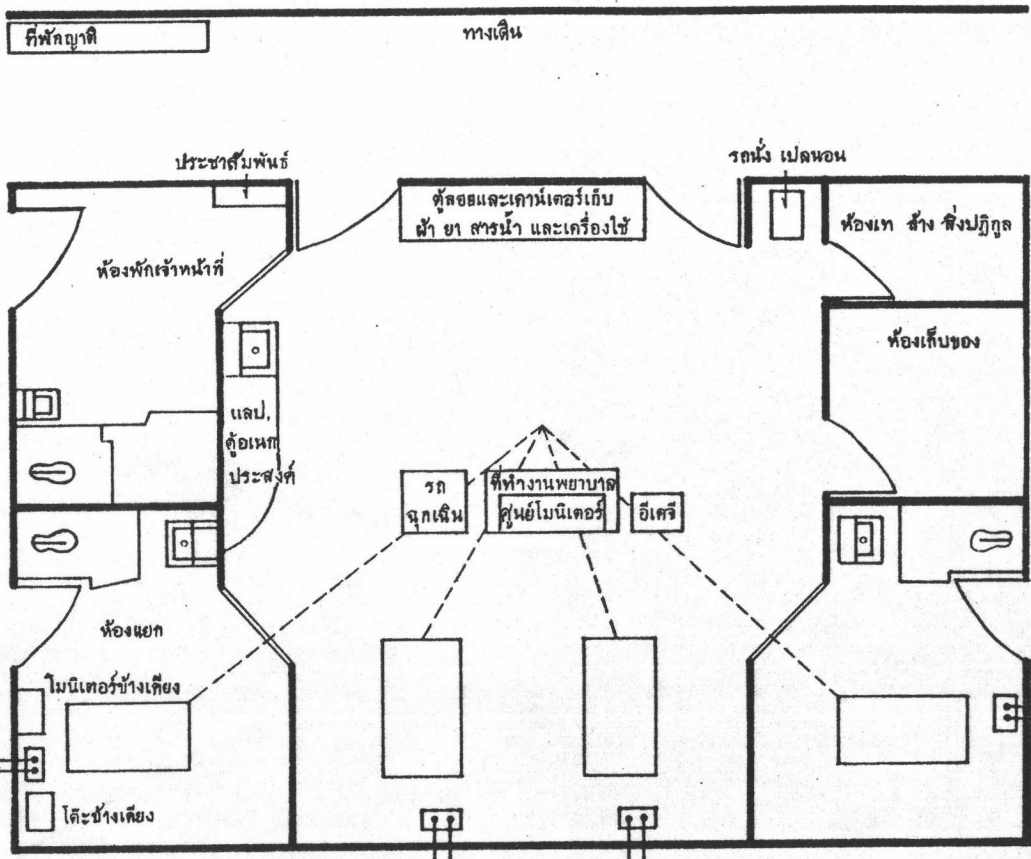 ที่พักญาติ
ทางเดิน
ประชาสัมพันธ์
รถนั่ง เปลนอน
ตู้ลอยและเคาน์เตอร์เก็บ
ผ้า ยา สารน้ำ และเครื่องใช้
ห้องเท ล้าง สิ่งปฏิกูล
ห้องพักเจ้าหน้าที่
ห้องเก็บของ
แลป,
ตู้อเนก
ประสงค์
รถ
ฉุกเฉิน
ที่ทำงานพยาบาล
ศูนย์โมนิเตอร์
อีเคจี
ห้องแยก
โมนิเตอร์ข้างเตียง
โต๊ะข้างเตียง